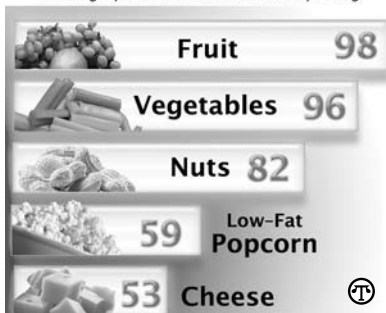 Fruit 98
Vegetables 96
Nuts 82
59 Low-Fat
Popcorn
53 Cheese